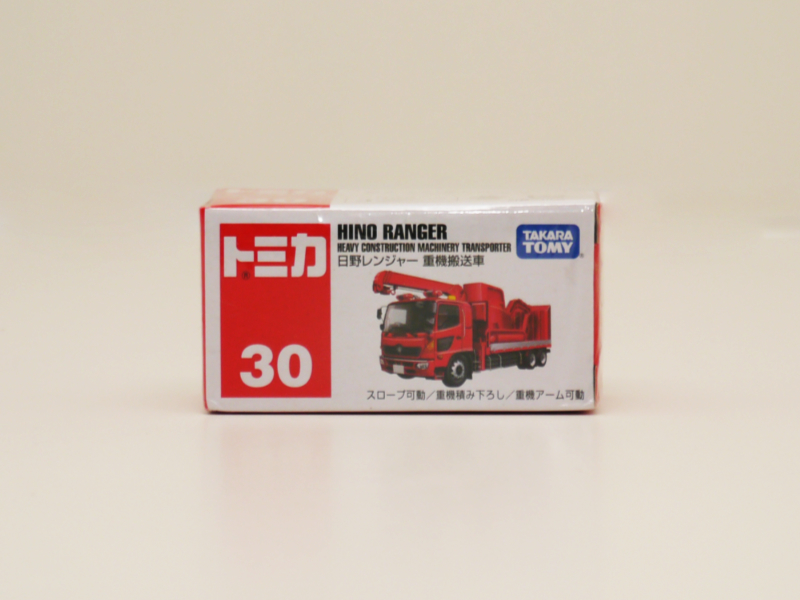 トミカ
®
30
HINO RANGER
HEAVY CONSTRUCTION MACHINERY TRANSPORTER
日野レンジャー 重機搬送車
TAKARA
TOMY
スロープ可動／重機積み下ろし／重機アーム可動